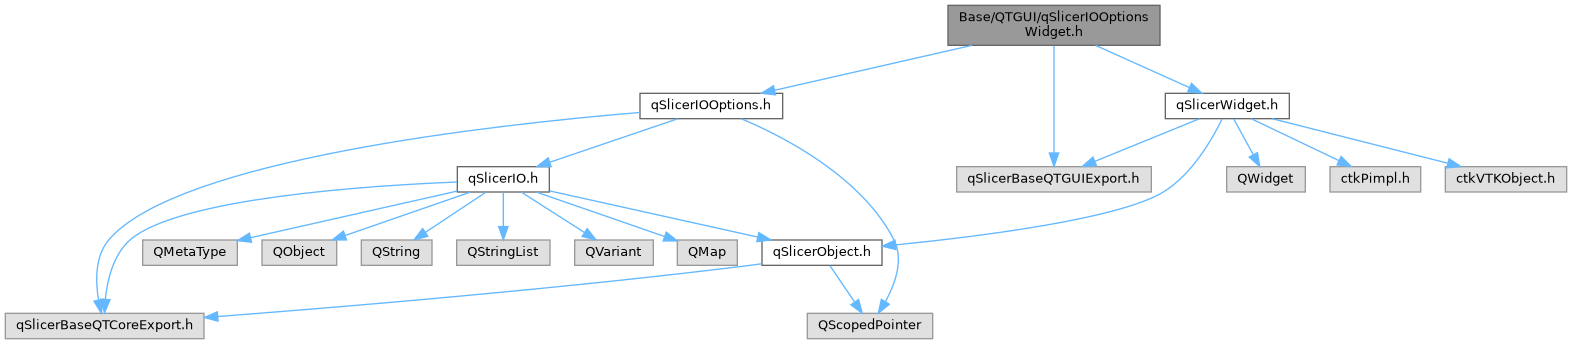 Base/QTGUI/qSlicerIOOptions
Widget.h
qSlicerIOOptions.h
qSlicerWidget.h
qSlicerIO.h
qSlicerBaseQTGUIExport.h
QWidget
ctkPimpl.h
ctkVTKObject.h
QMetaType
QObject
QString
QStringList
QVariant
QMap
qSlicerObject.h
qSlicerBaseQTCoreExport.h
QScopedPointer